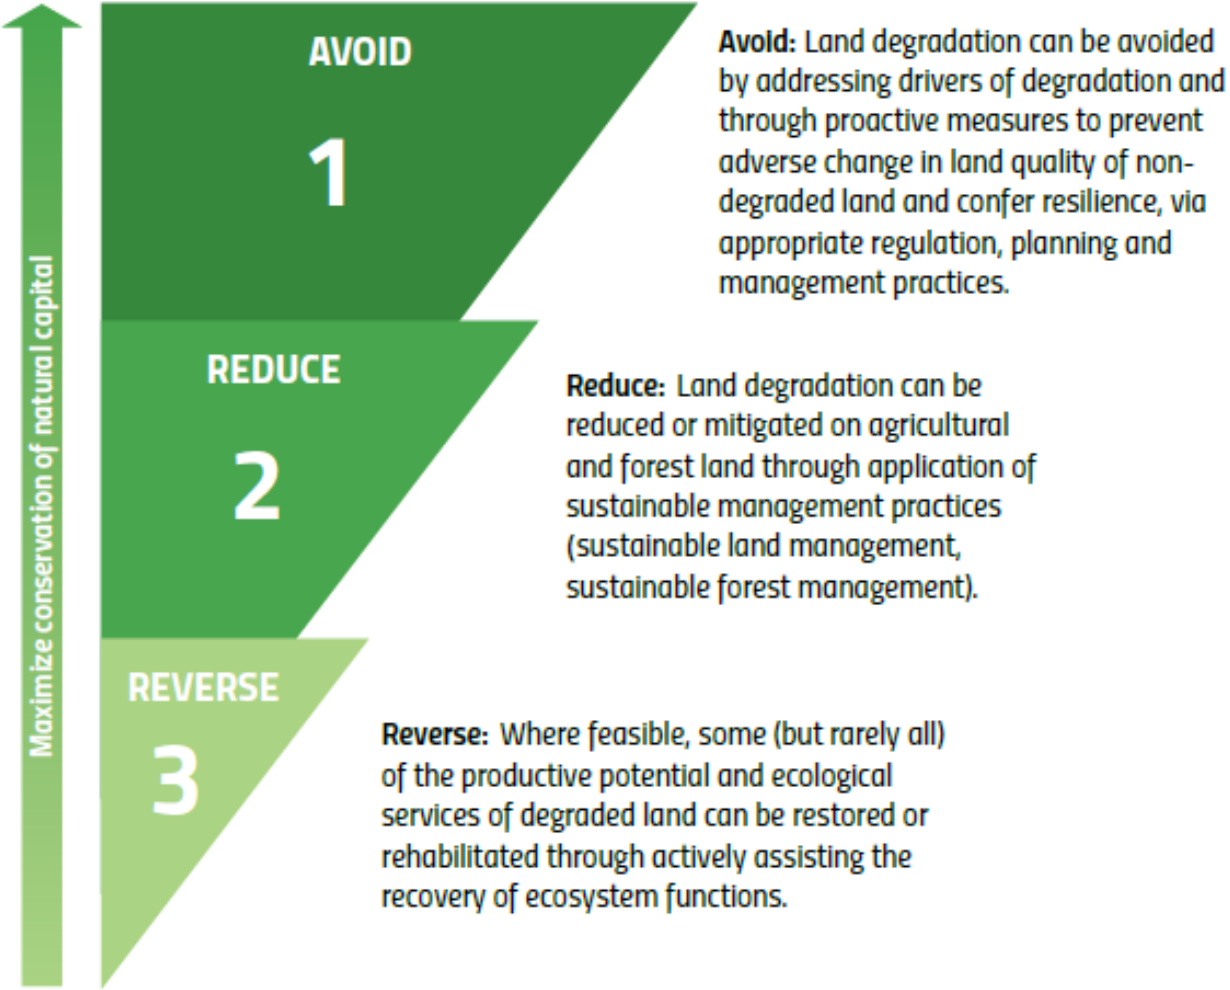 Maximize conservation of natural capital
AVOID
1
Avoid: Land degradation can be avoided
by addressing drivers of degradation and
through proactive measures to prevent
adverse change in land quality of non-
degraded land and confer resilience, via
appropriate regulation, planning and
management practices.
REDUCE
2
Reduce: Land degradation can be
reduced or mitigated on agricultural
and forest land through application of
sustainable management practices
(sustainable land management,
sustainable forest management).
REVERSE
3
Reverse: Where feasible, some (but rarely all)
of the productive potential and ecological
services of degraded land can be restored or
rehabilitated through actively assisting the
recovery of ecosystem functions.